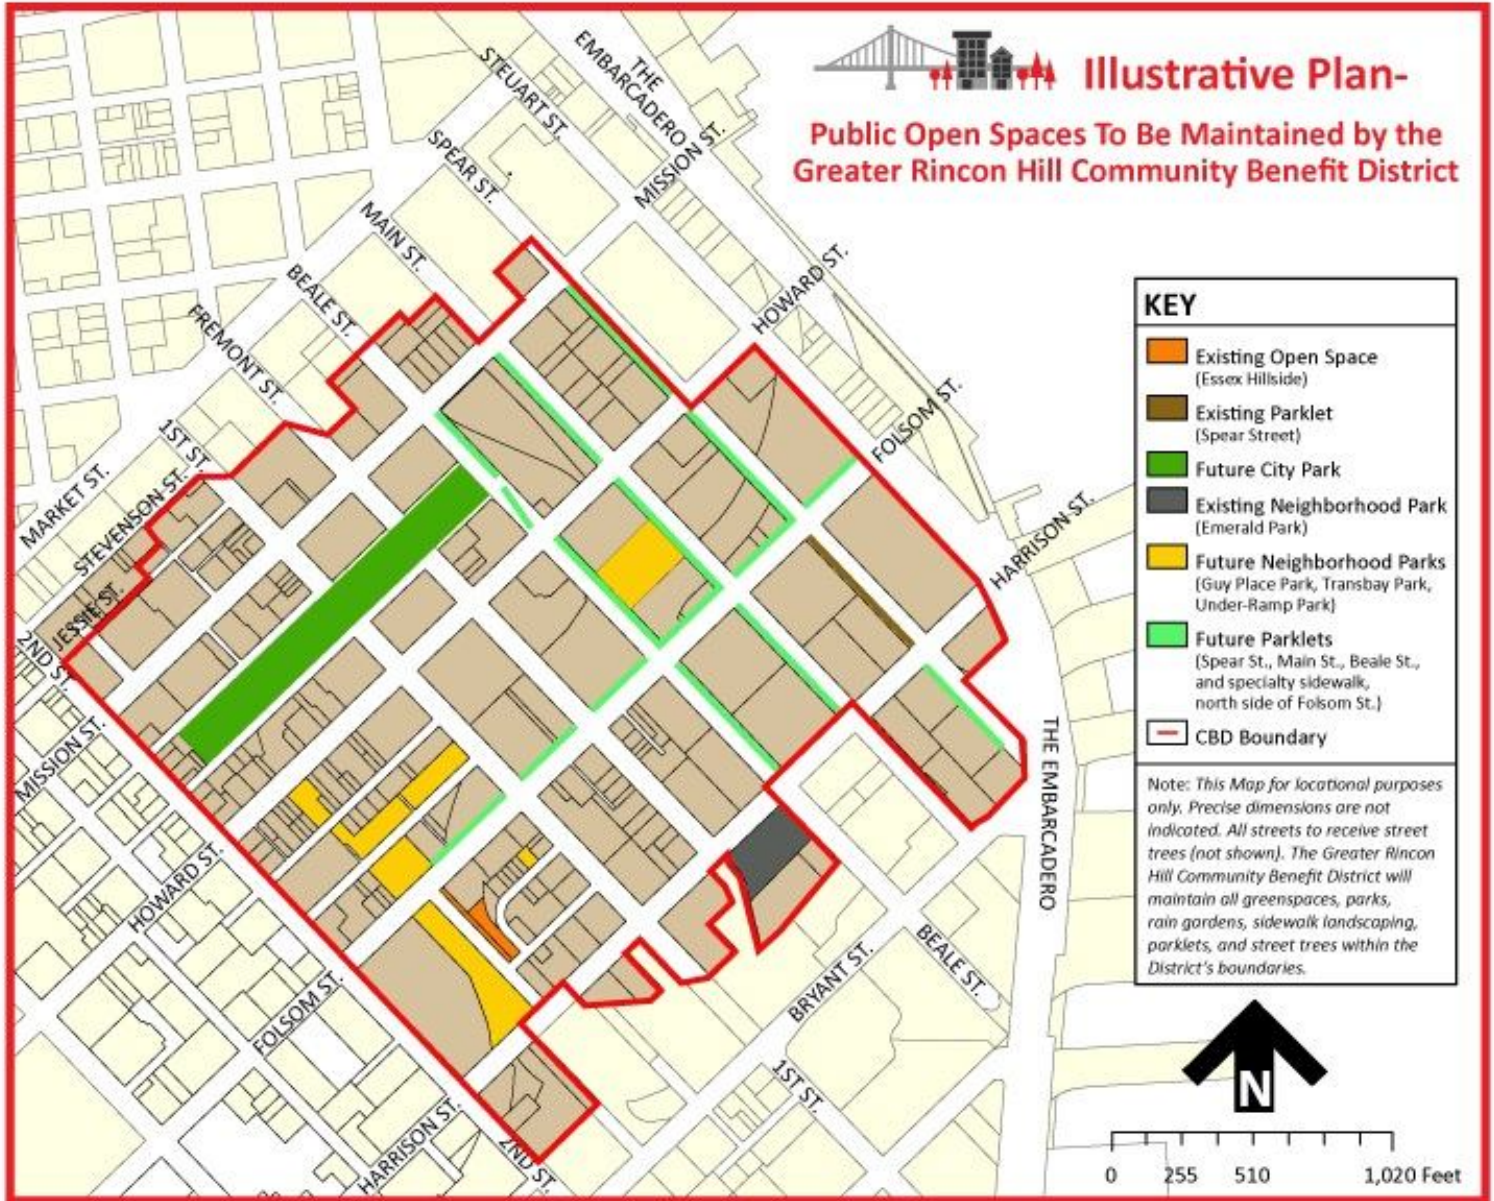 Illustrative Plan-
Public Open Spaces To Be Maintained by the
Greater Rincon Hill Community Benefit District
THE
EMBARCADERO
STEUART ST.
MISSION ST.
SPEAR ST.
MAIN ST.
HOWARD ST.
BEALE ST.
FREMONT ST.
FOLSOM ST.
1ST ST.
MARKET ST.
STEVENSON ST.
HARRISON ST.
JESSIE ST.
2ND ST.
MISSION ST.
THE EMBARCADERO
HOWARD ST.
BEALE ST.
BRYANT ST.
FOLSOM ST.
1ST ST.
HARRISON ST.
2ND ST.
KEY
Existing Open Space
(Essex Hillside)
Existing Parklet
(Spear Street)
Future City Park
Existing Neighborhood Park
(Emerald Park)
Future Neighborhood Parks
(Guy Place Park, Transbay Park,
Under-Ramp Park)
Future Parklets
(Spear St., Main St., Beale St.,
and specialty sidewalk,
north side of Folsom St.)
CBD Boundary
Note: This Map for locational purposes
only. Precise dimensions are not
indicated. All streets to receive street
trees (not shown). The Greater Rincon
Hill Community Benefit District will
maintain all greenspaces, parks,
rain gardens, sidewalk landscaping,
parklets, and street trees within the
District's boundaries.
N
0 255 510 1,020 Feet